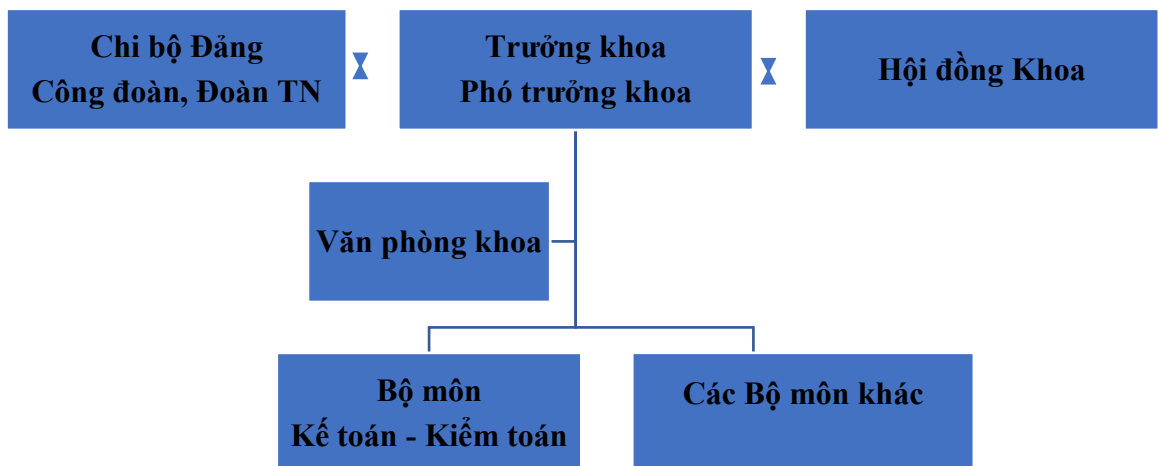 Chi bộ Đảng
Công đoàn, Đoàn TN
Trưởng khoa
Phó trưởng khoa
Hội đồng Khoa
Văn phòng khoa
Bộ môn
Kế toán - Kiểm toán
Các Bộ môn khác